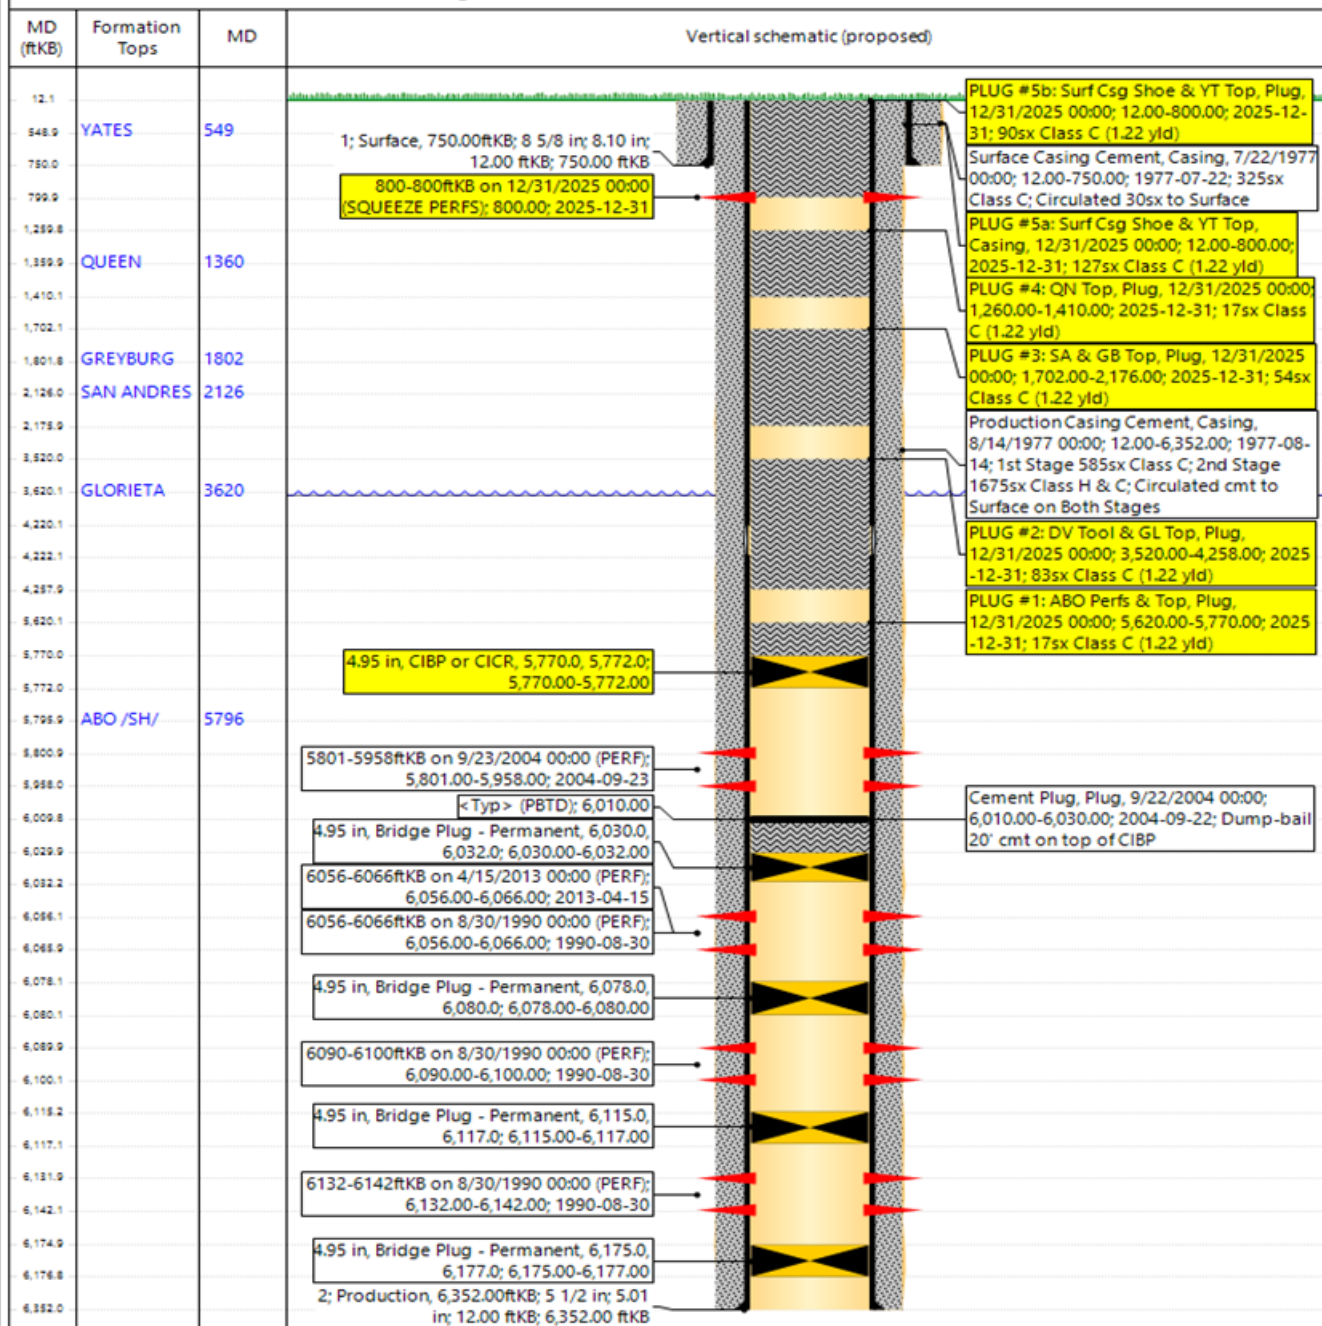 MD
(ftKB)
Formation
Tops
MD
Vertical schematic (proposed)
12.1
548.9
YATES
549
750.0
799.9
1,259.8
1,359.9
QUEEN
1360
1,410.1
1,702.1
1,801.8
GREYBURG
1802
2,126.0
SAN ANDRES
2126
2,175.9
3,520.0
3,620.1
GLORIETA
3620
4,220.1
4,222.1
4,257.9
5,620.1
5,770.0
5,772.0
5,795.9
ABO /SH/
5796
5,800.9
5,958.0
6,009.8
6,029.9
6,032.2
6,056.1
6,065.9
6,078.1
6,080.1
6,089.9
6,100.1
6,115.2
6,117.1
6,131.9
6,142.1
6,174.9
6,176.8
6,352.0
1; Surface, 750.00ftKB; 8 5/8 in; 8.10 in;
12.00 ftKB; 750.00 ftKB
800-800ftKB on 12/31/2025 00:00
(SQUEEZE PERFS); 800.00; 2025-12-31
4.95 in, CIBP or CICR, 5,770.0, 5,772.0;
5,770.00-5,772.00
5801-5958ftKB on 9/23/2004 00:00 (PERF);
5,801.00-5,958.00; 2004-09-23
<Typ> (PBTD); 6,010.00
4.95 in, Bridge Plug - Permanent, 6,030.0,
6,032.0; 6,030.00-6,032.00
6056-6066ftKB on 4/15/2013 00:00 (PERF);
6,056.00-6,066.00; 2013-04-15
6056-6066ftKB on 8/30/1990 00:00 (PERF);
6,056.00-6,066.00; 1990-08-30
4.95 in, Bridge Plug - Permanent, 6,078.0,
6,080.0; 6,078.00-6,080.00
6090-6100ftKB on 8/30/1990 00:00 (PERF);
6,090.00-6,100.00; 1990-08-30
4.95 in, Bridge Plug - Permanent, 6,115.0,
6,117.0; 6,115.00-6,117.00
6132-6142ftKB on 8/30/1990 00:00 (PERF);
6,132.00-6,142.00; 1990-08-30
4.95 in, Bridge Plug - Permanent, 6,175.0,
6,177.0; 6,175.00-6,177.00
2; Production, 6,352.00ftKB; 5 1/2 in; 5.01
in; 12.00 ftKB; 6,352.00 ftKB
PLUG #5b: Surf Csg Shoe & YT Top, Plug,
12/31/2025 00:00; 12.00-800.00; 2025-12-
31; 90sx Class C (1.22 yld)
Surface Casing Cement, Casing, 7/22/1977
00:00; 12.00-750.00; 1977-07-22; 325sx
Class C; Circulated 30sx to Surface
PLUG #5a: Surf Csg Shoe & YT Top,
Casing, 12/31/2025 00:00; 12.00-800.00;
2025-12-31; 127sx Class C (1.22 yld)
PLUG #4: QN Top, Plug, 12/31/2025 00:00;
1,260.00-1,410.00; 2025-12-31; 17sx Class
C (1.22 yld)
PLUG #3: SA & GB Top, Plug, 12/31/2025
00:00; 1,702.00-2,176.00; 2025-12-31; 54sx
Class C (1.22 yld)
Production Casing Cement, Casing,
8/14/1977 00:00; 12.00-6,352.00; 1977-08-
14; 1st Stage 585sx Class C; 2nd Stage
1675sx Class H & C; Circulated cmt to
Surface on Both Stages
PLUG #2: DV Tool & GL Top, Plug,
12/31/2025 00:00; 3,520.00-4,258.00; 2025
-12-31; 83sx Class C (1.22 yld)
PLUG #1: ABO Perfs & Top, Plug,
12/31/2025 00:00; 5,620.00-5,770.00; 2025
-12-31; 17sx Class C (1.22 yld)
Cement Plug, Plug, 9/22/2004 00:00;
6,010.00-6,030.00; 2004-09-22; Dump-bail
20' cmt on top of CIBP